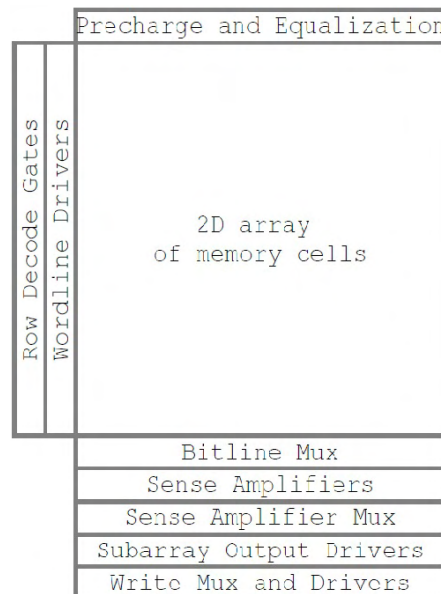 Precharge and Equalization
Row Decode Gates
Wordline Drivers
2D array
of memory cells
Bitline Mux
Sense Amplifiers
Sense Amplifier Mux
Subarray Output Drivers
Write Mux and Drivers